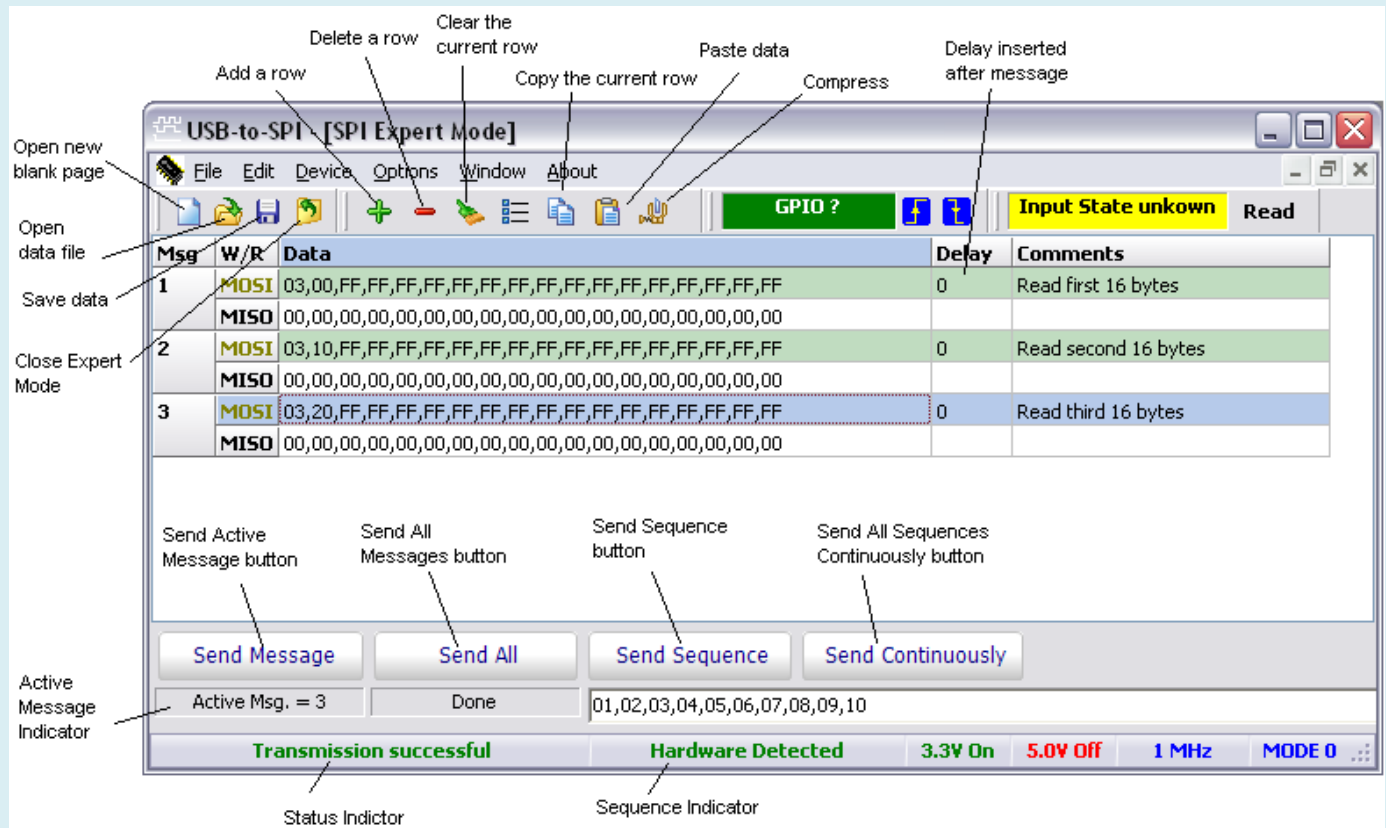 Clear the
current row
Delete a row
Paste data
Delay inserted
after message
Add a row
Copy the current row
Compress
USB-to-SPI - [SPI Expert Mode]
Open new
blank page
File Edit Device Options Window About
GPIO ?
Input State unkown
Read
Open
data file
Msg W/R Data Delay Comments
1 MOSI 03,00,FF,FF,FF,FF,FF,FF,FF,FF,FF,FF,FF,FF,FF,FF,FF,FF 0 Read first 16 bytes
Save data
MISO 00,00,00,00,00,00,00,00,00,00,00,00,00,00,00,00,00,00
2 MOSI 03,10,FF,FF,FF,FF,FF,FF,FF,FF,FF,FF,FF,FF,FF,FF,FF,FF 0 Read second 16 bytes
Close Expert
Mode
MISO 00,00,00,00,00,00,00,00,00,00,00,00,00,00,00,00,00,00
3 MOSI 03,20,FF,FF,FF,FF,FF,FF,FF,FF,FF,FF,FF,FF,FF,FF,FF,FF 0 Read third 16 bytes
MISO 00,00,00,00,00,00,00,00,00,00,00,00,00,00,00,00,00,00
Send Active
Message button
Send All
Messages button
Send Sequence
button
Send All Sequences
Continuously button
Send Message
Send All
Send Sequence
Send Continuously
Active
Message
Indicator
Active Msg. = 3
Done
01,02,03,04,05,06,07,08,09,10
Transmission successful
Hardware Detected
3.3V On
5.0V Off
1 MHz
MODE 0
Status Indictor
Sequence Indicator